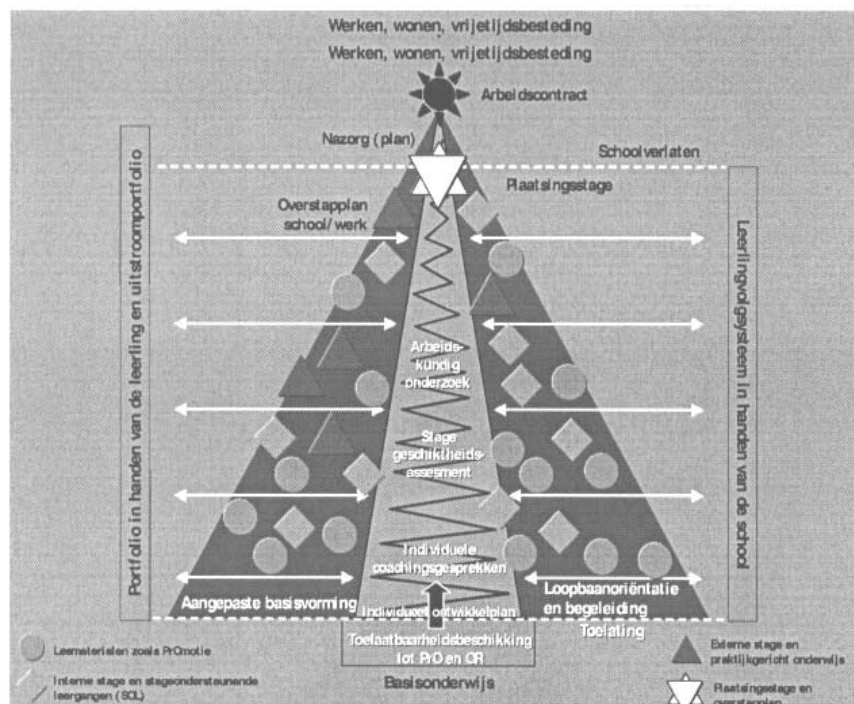 Werken, wonen, vrijetijdsbesteding
Werken, wonen, vrijetijdsbesteding
Arbeidscontract
Nazorg (plan)
Schoolverlaten
Plaatsingsstage
Overstapplan
school/werk
Portfolio in handen van de leerling en uitstroomportfolio
Leerlingvolgsysteem in handen van de school
Arbeids-
kundig
onderzoek
Stage
geschiktheids-
assesment
Individuele
coachingsgesprekken
Aangepaste basisvorming
Individueel ontwikkelplan
Loopbaanoriëntatie
en begeleiding
Toelating
Toelaatbaarheidsbeschikking
tot PrO en OR
Basisonderwijs
Leermaterialen zoals PrOmotie
Interne stage en stageondersteunende
leergangen (SCL)
Externe stage en
praktijkgericht onderwijs
Plaatsingsstage en
overstapplan